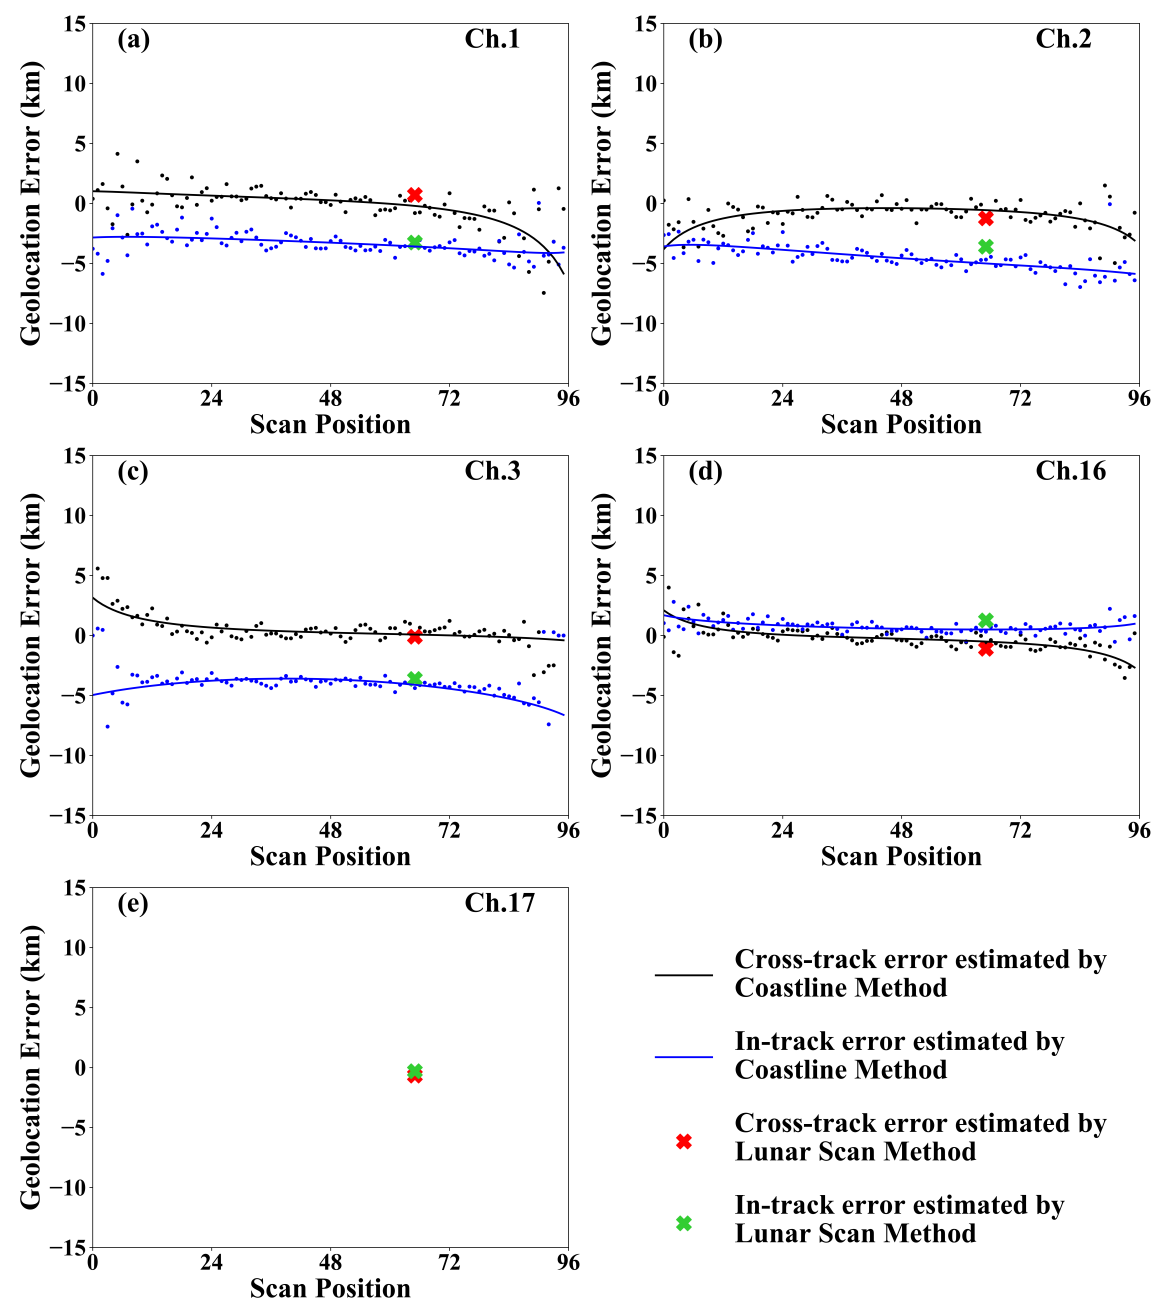 (a) Ch.1
Geolocation Error (km)
15
10
5
0
−5
−10
−15
0 24 48 72 96
Scan Position
(b) Ch.2
Geolocation Error (km)
15
10
5
0
−5
−10
−15
0 24 48 72 96
Scan Position
(c) Ch.3
Geolocation Error (km)
15
10
5
0
−5
−10
−15
0 24 48 72 96
Scan Position
(d) Ch.16
Geolocation Error (km)
15
10
5
0
−5
−10
−15
0 24 48 72 96
Scan Position
(e) Ch.17
Geolocation Error (km)
15
10
5
0
−5
−10
−15
0 24 48 72 96
Scan Position
Cross-track error estimated by
Coastline Method
In-track error estimated by
Coastline Method
Cross-track error estimated by
Lunar Scan Method
In-track error estimated by
Lunar Scan Method